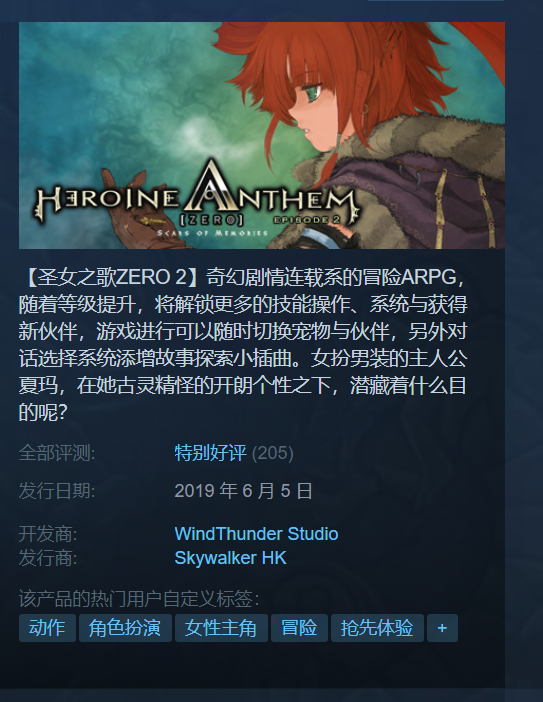 HEROINE ANTHEM
[ZERO] EPISODE 2
SCARS OF MEMORIES
【圣女之歌ZERO 2】奇幻剧情连载系的冒险ARPG，
随着等级提升，将解锁更多的技能操作、系统与获得
新伙伴，游戏进行可以随时切换宠物与伙伴，另外对
话选择系统添增故事探索小插曲。女扮男装的主人公
夏玛，在她古灵精怪的开朗个性之下，潜藏着什么目
的呢?
全部评测: 特别好评 (205)
发行日期: 2019 年 6 月 5 日
开发商: WindThunder Studio
发行商: Skywalker HK
该产品的热门用户自定义标签:
动作 角色扮演 女性主角 冒险 抢先体验 +